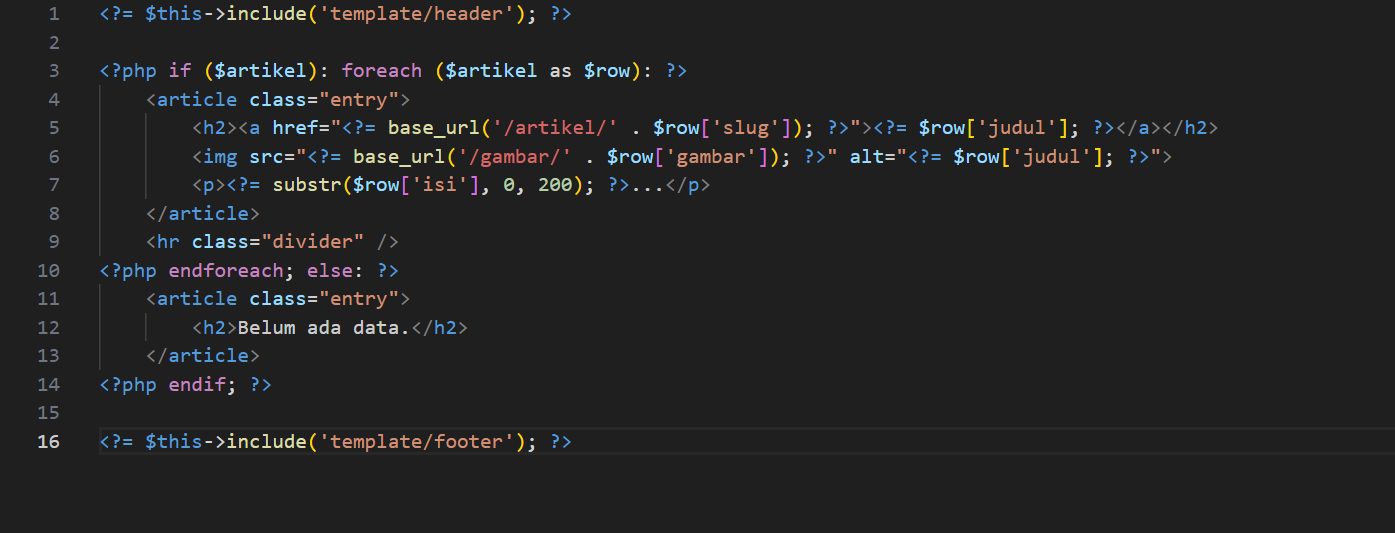 1 <?= $this->include('template/header'); ?>
2
3 <?php if ($artikel): foreach ($artikel as $row): ?>
4     <article class="entry">
5         <h2><a href="<?= base_url('/artikel/' . $row['slug']); ?>"><?= $row['judul']; ?></a></h2>
6         <img src="<?= base_url('/gambar/' . $row['gambar']); ?>" alt="<?= $row['judul']; ?>">
7         <p><?= substr($row['isi'], 0, 200); ?>...</p>
8     </article>
9     <hr class="divider" />
10 <?php endforeach; else: ?>
11     <article class="entry">
12         <h2>Belum ada data.</h2>
13     </article>
14 <?php endif; ?>
15
16 <?= $this->include('template/footer'); ?>